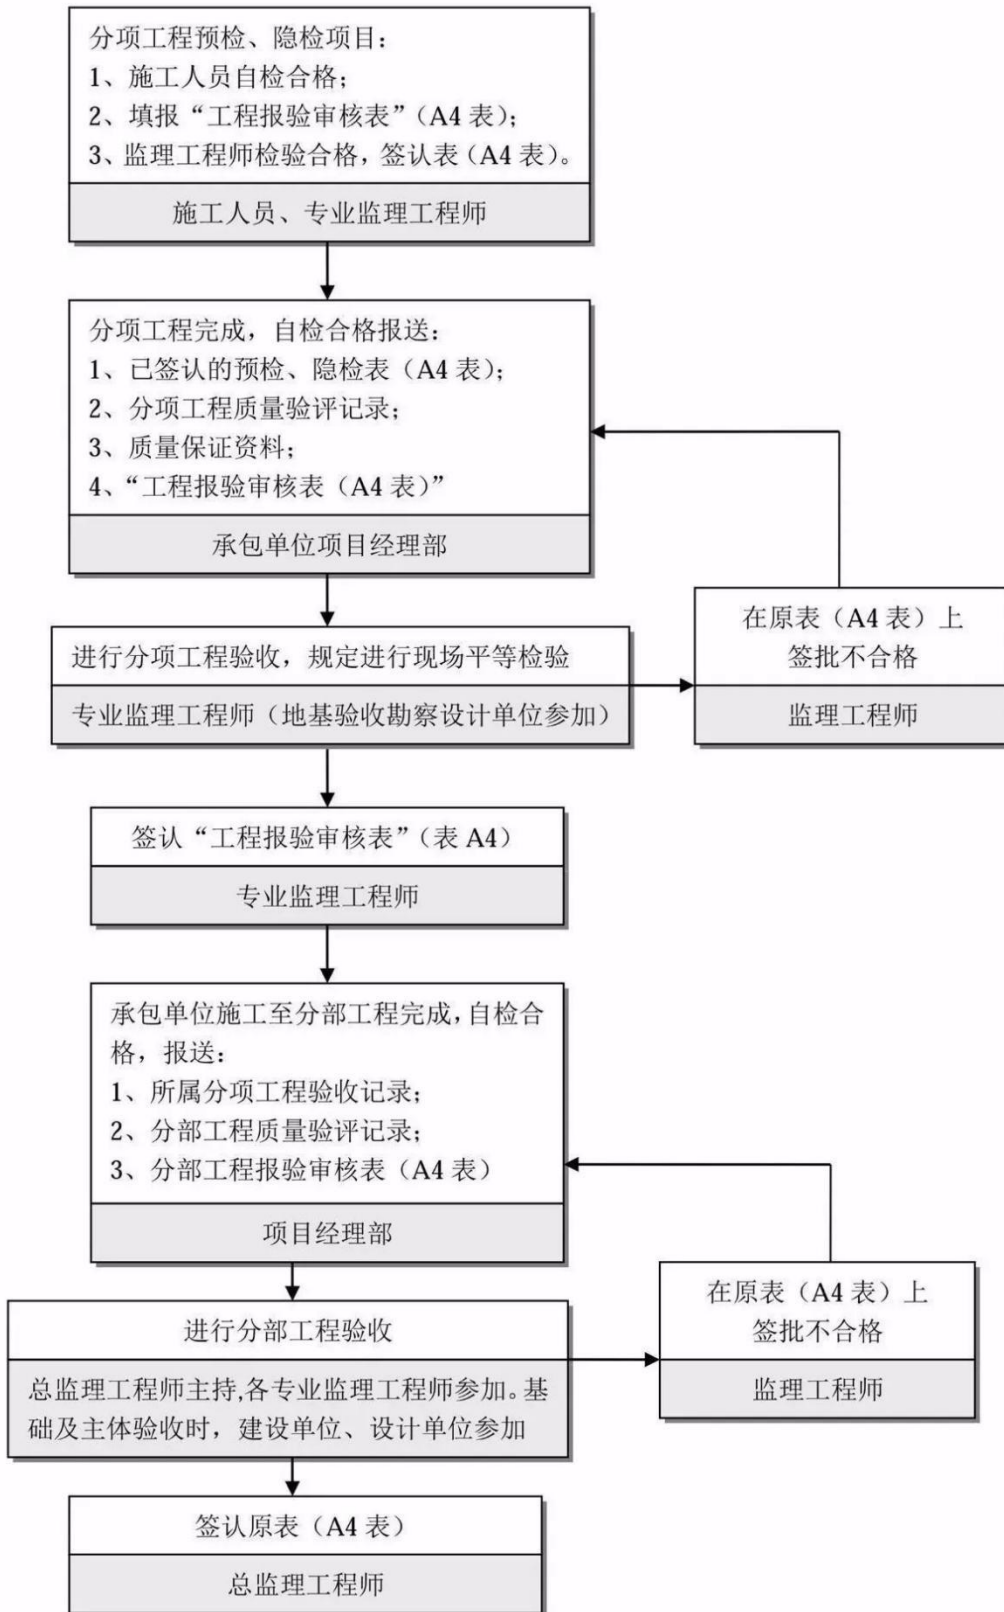 分项工程预检、隐检项目：
1、施工人员自检合格；
2、填报“工程报验审核表”（A4 表）；
3、监理工程师检验合格，签认表（A4 表）。
施工人员、专业监理工程师
分项工程完成，自检合格报送：
1、已签认的预检、隐检表（A4 表）；
2、分项工程质量验评记录；
3、质量保证资料；
4、“工程报验审核表（A4 表）”
承包单位项目经理部
进行分项工程验收，规定进行现场平等检验
专业监理工程师（地基验收勘察设计单位参加）
在原表（A4 表）上
签批不合格
监理工程师
签认“工程报验审核表”（表 A4）
专业监理工程师
承包单位施工至分部工程完成，自检合
格，报送：
1、所属分项工程验收记录；
2、分部工程质量验评记录；
3、分部工程报验审核表（A4 表）
项目经理部
进行分部工程验收
总监理工程师主持,各专业监理工程师参加。基
础及主体验收时，建设单位、设计单位参加
在原表（A4 表）上
签批不合格
监理工程师
签认原表（A4 表）
总监理工程师